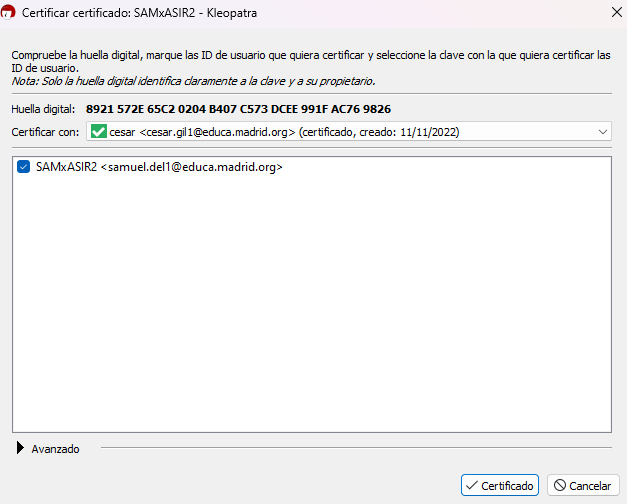 Certificar certificado: SAMxASIR2 - Kleopatra
Compruebe la huella digital, marque las ID de usuario que quiera certificar y seleccione la clave con la que quiera certificar las
ID de usuario.
Nota: Solo la huella digital identifica claramente a la clave y a su propietario.
Huella digital: 8921 572E 65C2 0204 B407 C573 DCEE 991F AC76 9826
Certificar con: cesar <cesar.gil1@educa.madrid.org> (certificado, creado: 11/11/2022)
SAMxASIR2 <samuel.del1@educa.madrid.org>
Avanzado
Certificado Cancelar